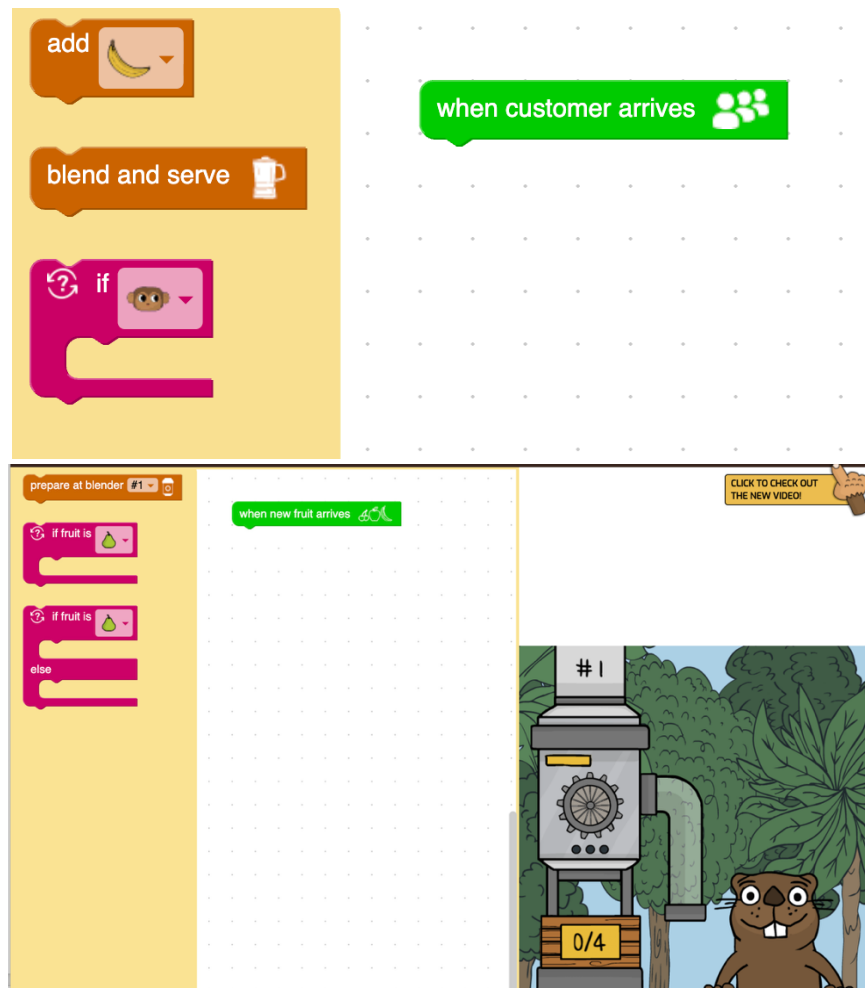 add
when customer arrives
blend and serve
if
prepare at blender #1
CLICK TO CHECK OUT
THE NEW VIDEO!
when new fruit arrives
if fruit is
if fruit is
else
#1
0/4